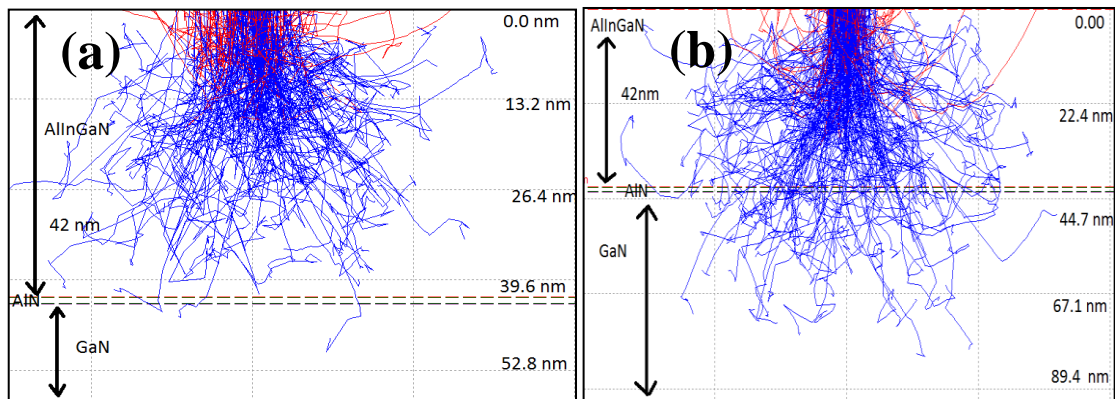 (a)
0.0 nm
13.2 nm
AlInGaN
26.4 nm
42 nm
39.6 nm
AlN
GaN
52.8 nm
(b)
AlInGaN
0.00
42nm
22.4 nm
AlN
44.7 nm
GaN
67.1 nm
89.4 nm